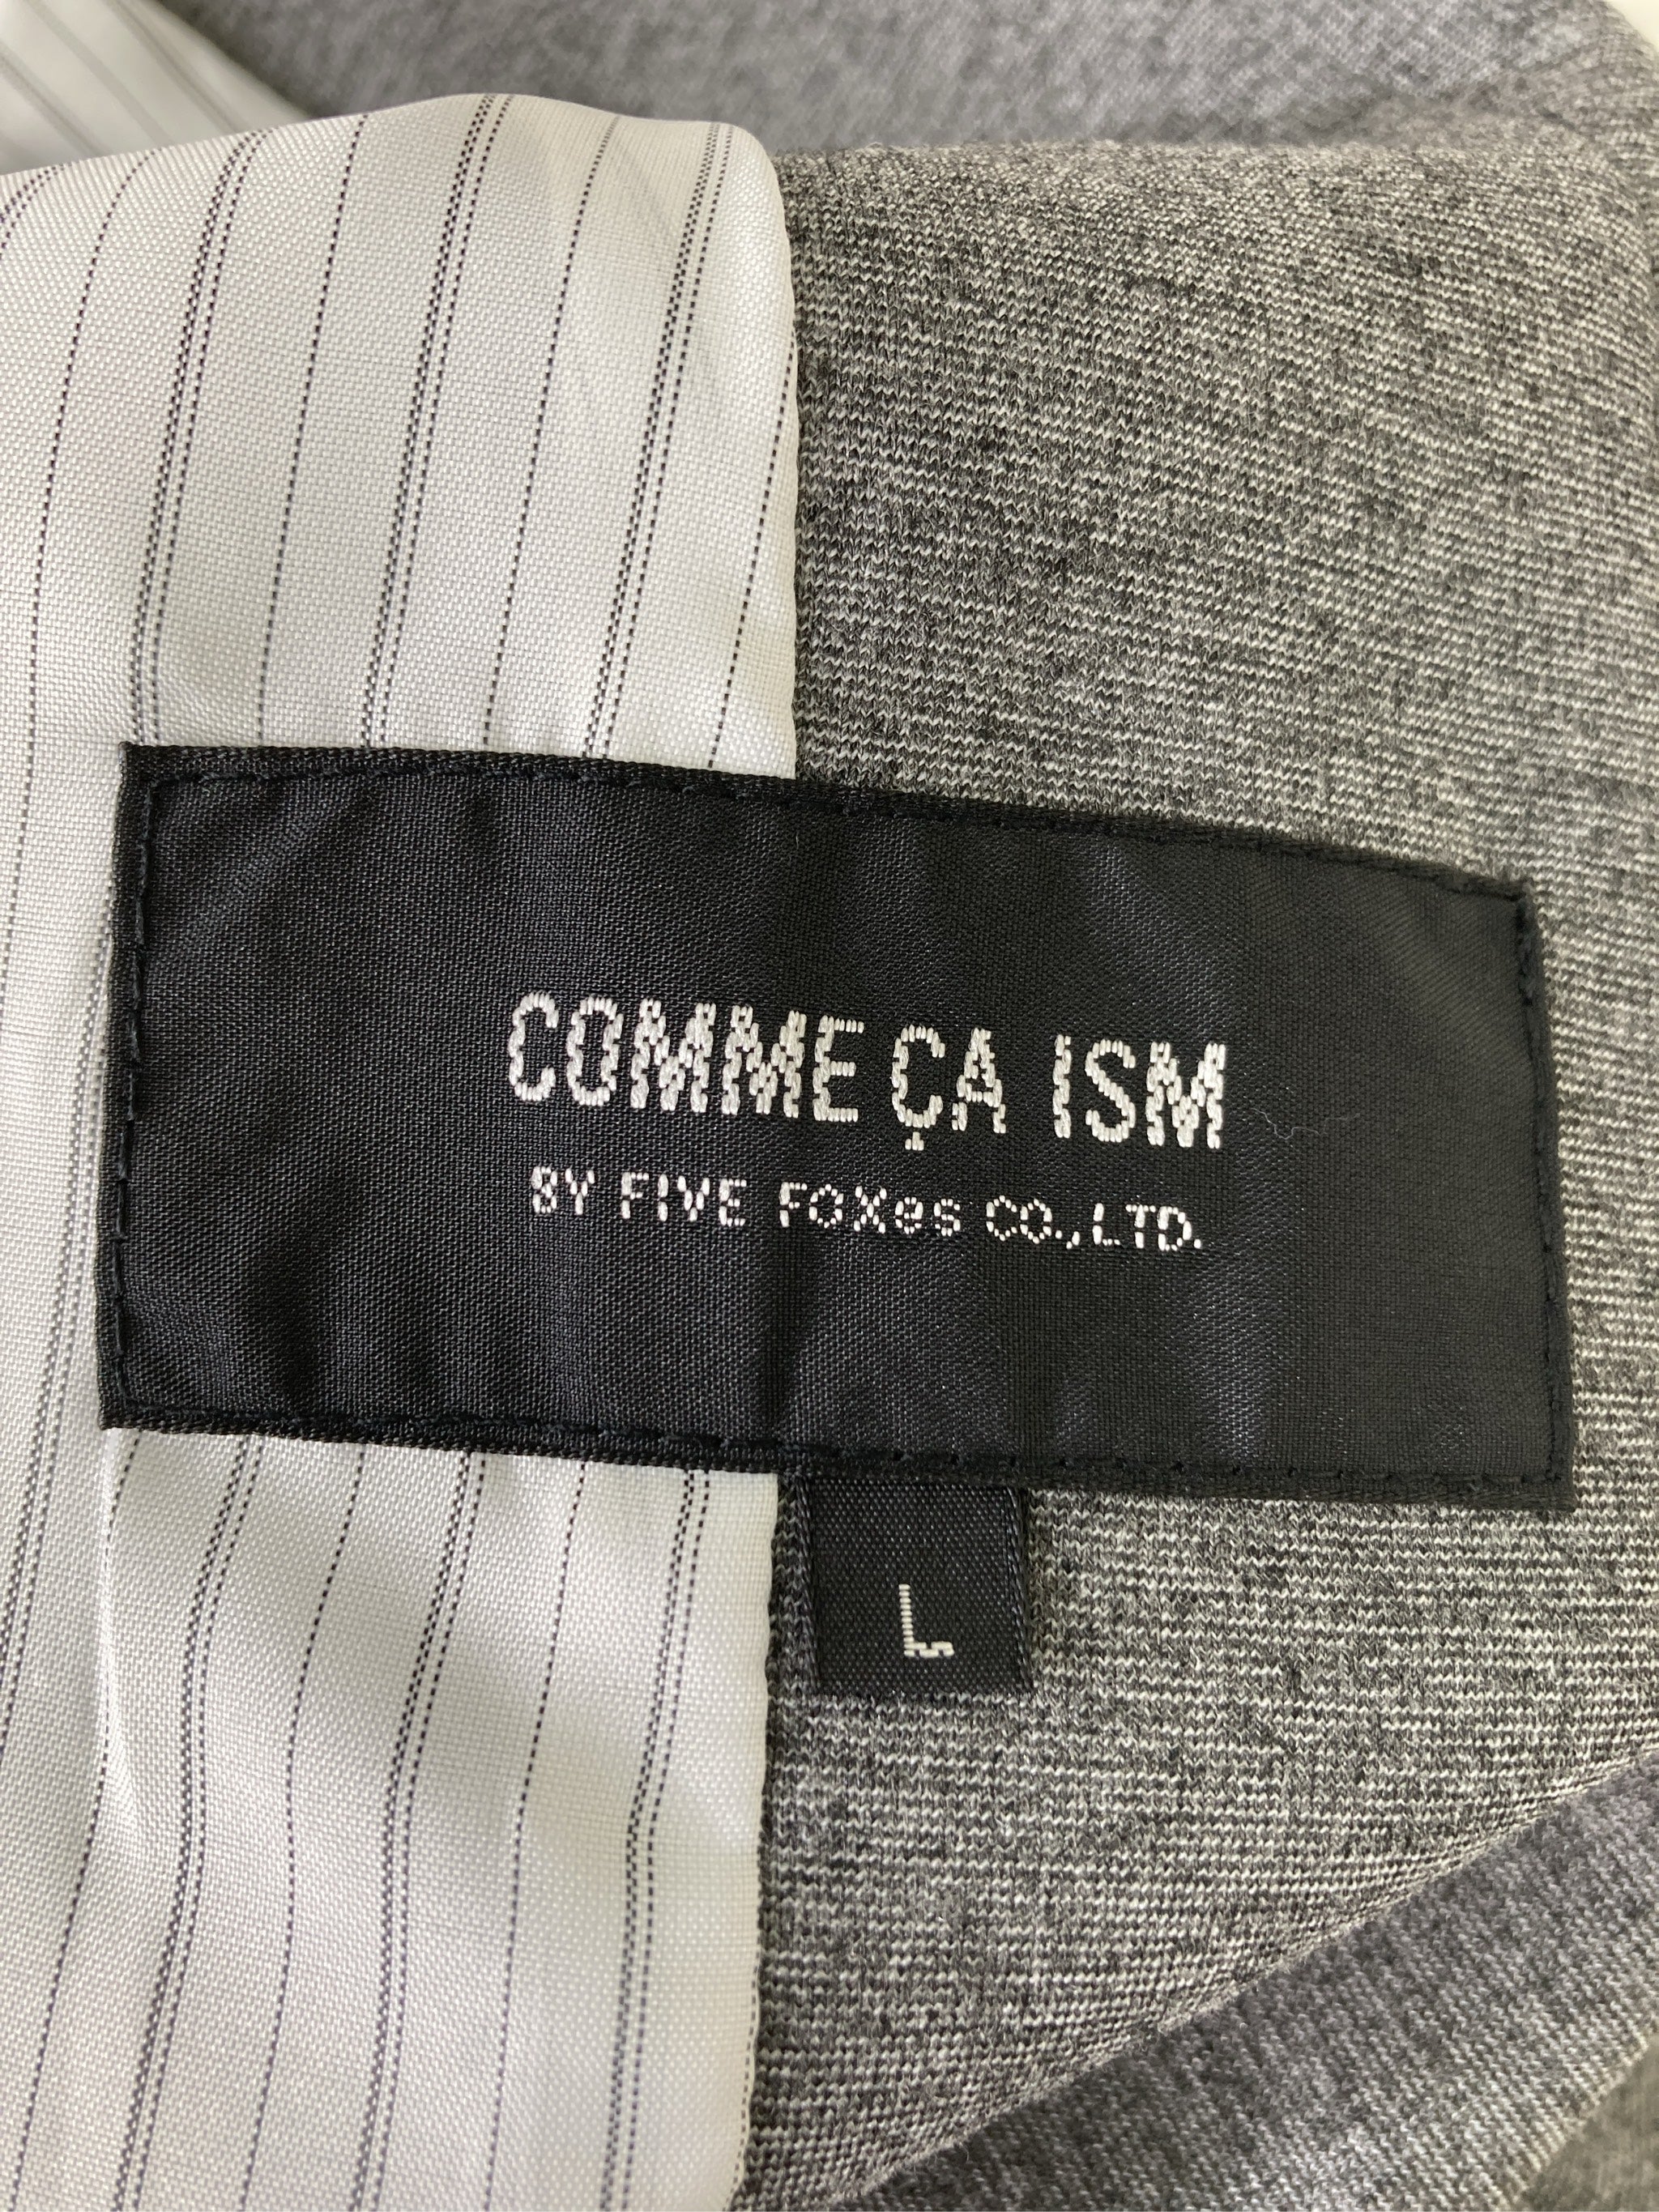 COMME ÇA ISM
BY FIVE FOXes CO.,LTD.
L